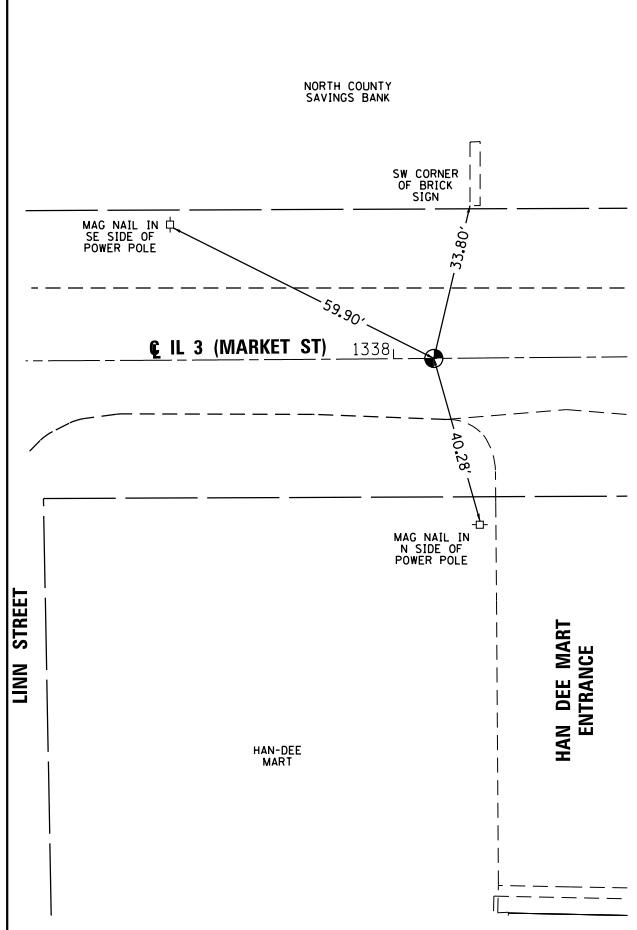 NORTH COUNTY
SAVINGS BANK
SW CORNER
OF BRICK
SIGN
MAG NAIL IN
SE SIDE OF
POWER POLE
33.80'
59.90'
℄ IL 3 (MARKET ST)
1338
40.28'
MAG NAIL IN
N SIDE OF
POWER POLE
LINN STREET
HAN DEE MART
ENTRANCE
HAN-DEE
MART